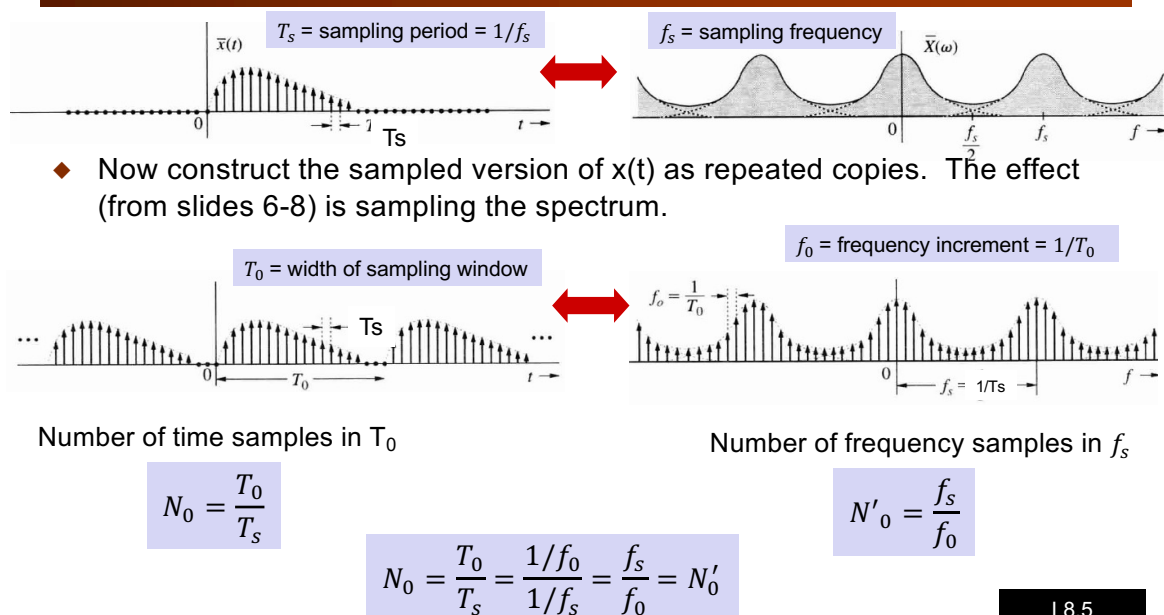 T_s = sampling period = 1/f_s
f_s = sampling frequency
x̅(t)
X̅(ω)
0
Ts
t →
0
f_s/2
f_s
f →
◆ Now construct the sampled version of x(t) as repeated copies. The effect
(from slides 6-8) is sampling the spectrum.
T_0 = width of sampling window
f_0 = frequency increment = 1/T_0
f_o = 1/T_0
...
Ts
...
0
T_0
t →
0
f_s = 1/Ts
f →
Number of time samples in T_0
Number of frequency samples in f_s
N_0 = T_0/T_s
N'_0 = f_s/f_0
N_0 = T_0/T_s = (1/f_0)/(1/f_s) = f_s/f_0 = N'_0
L8.5